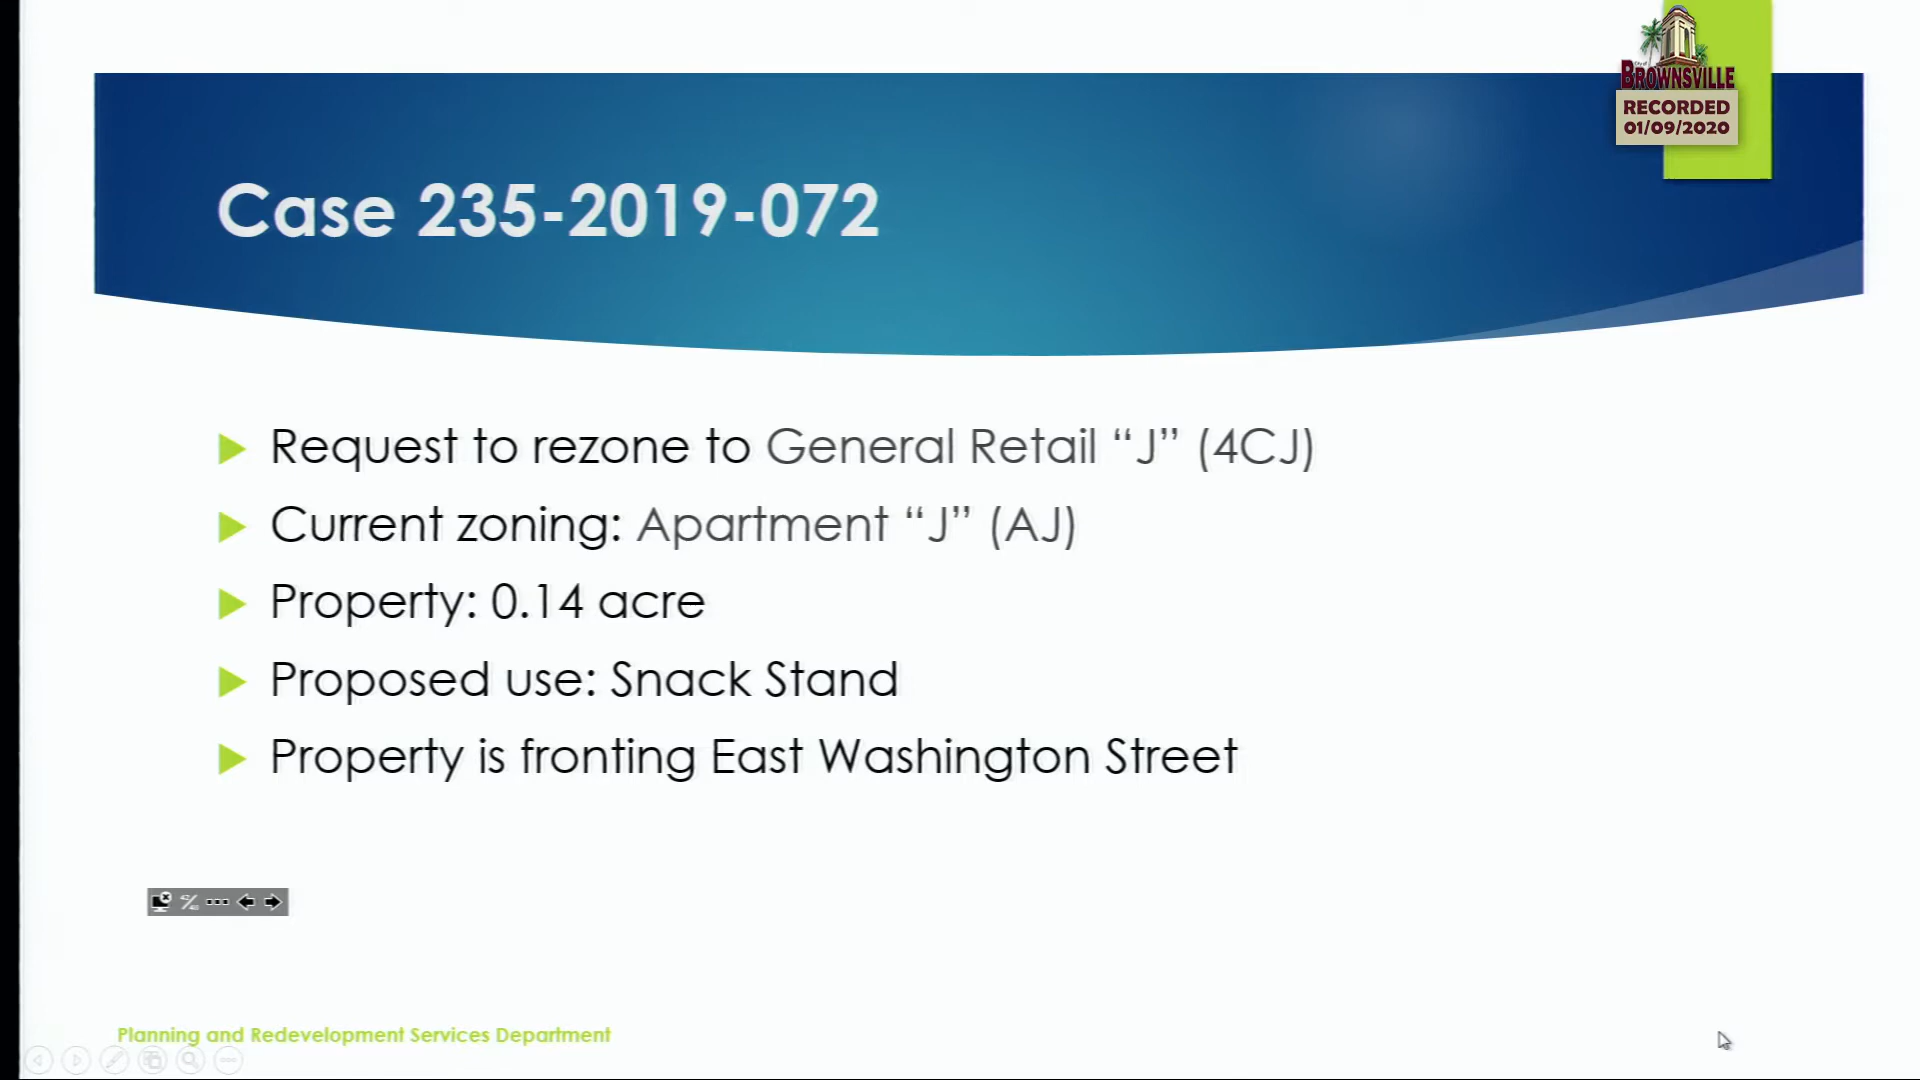 City of
BROWNSVILLE
RECORDED
01/09/2020
Case 235-2019-072
Request to rezone to General Retail “J” (4CJ)
Current zoning: Apartment “J” (AJ)
Property: 0.14 acre
Proposed use: Snack Stand
Property is fronting East Washington Street
Planning and Redevelopment Services Department